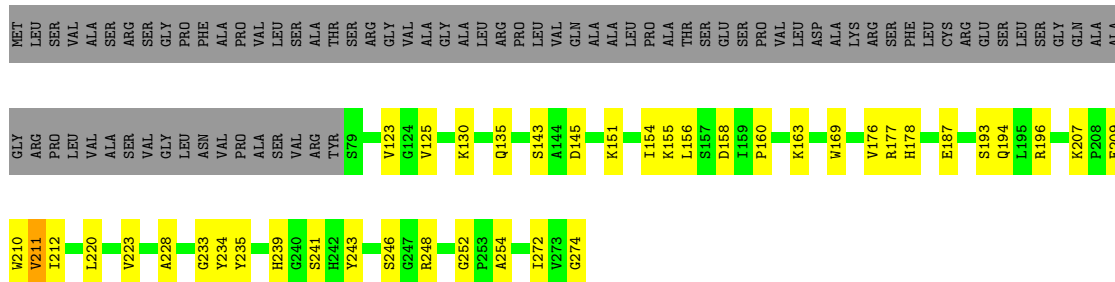 MET LEU SER VAL ALA SER ARG SER GLY PRO PHE ALA PRO VAL LEU SER ALA THR SER ARG GLY VAL ALA GLY ALA LEU ARG PRO LEU VAL GLN ALA ALA LEU PRO ALA THR SER GLU SER PRO VAL LEU ASP ALA LYS ARG SER PHE LEU CYS ARG GLU SER LEU SER GLY GLN ALA ALA
GLY ARG PRO LEU VAL ALA SER VAL GLY LEU ASN VAL PRO ALA SER VAL ARG TYR S79 V123 G124 V125 K130 Q135 S143 A144 D145 K151 I154 K155 L156 S157 D158 I159 P160 K163 W169 V176 R177 H178 E187 S193 Q194 L195 R196 K207 P208 E209
W210 V211 I212 L220 V223 A228 G233 Y234 Y235 H239 G240 S241 H242 Y243 S246 G247 R248 G252 P253 A254 I272 V273 G274